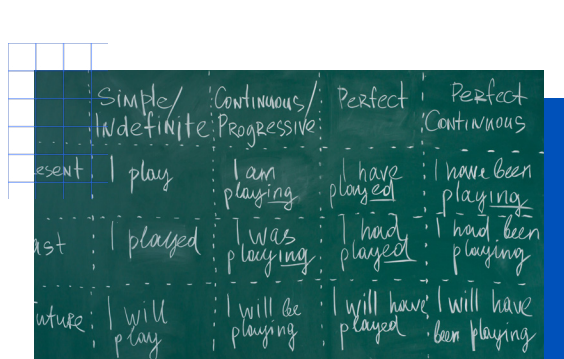 Simple/ Continuous/ Perfect Perfect
Indefinite Progressive Continuous
esent I play I am I have I have been
playing played playing
ast I played I was I had I had been
playing played playing
uture I will I will be I will have I will have
play playing played been playing